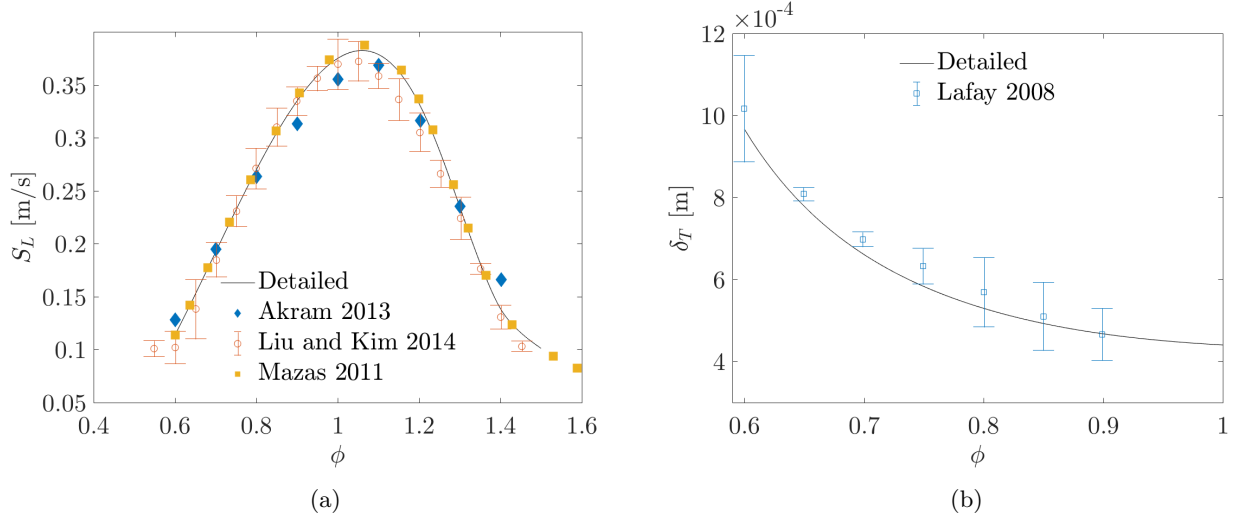 0.35
0.3
0.25
0.2
0.15
0.1
0.05
S_L [m/s]
Detailed
Akram 2013
Liu and Kim 2014
Mazas 2011
0.4 0.6 0.8 1 1.2 1.4 1.6
ϕ
(a)
×10⁻⁴
12
10
8
6
4
δ_T [m]
Detailed
Lafay 2008
0.6 0.7 0.8 0.9 1
ϕ
(b)